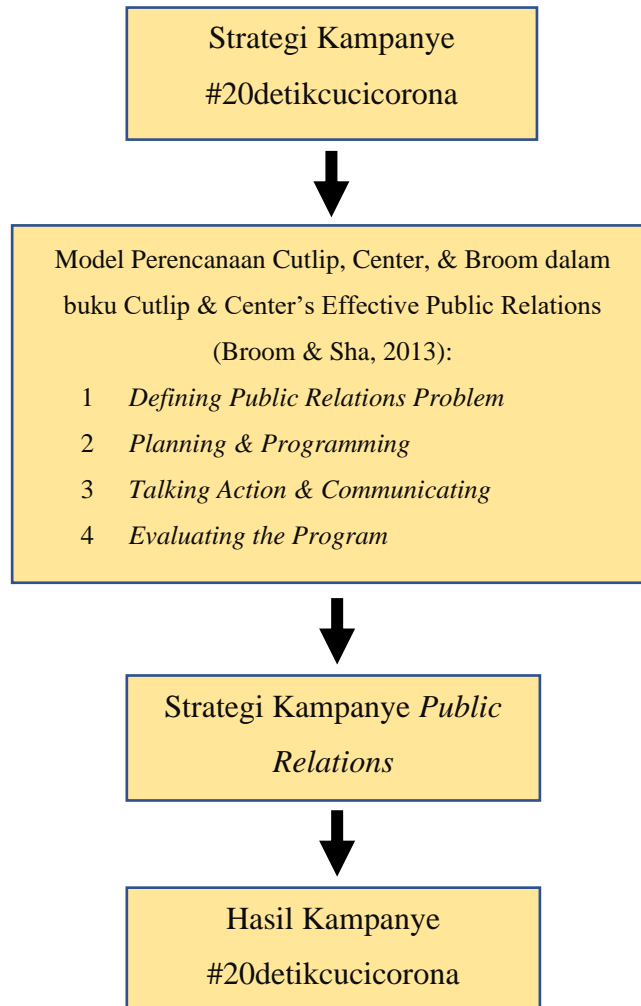 Strategi Kampanye
#20detikcucicorona
Model Perencanaan Cutlip, Center, & Broom dalam
buku Cutlip & Center’s Effective Public Relations
(Broom & Sha, 2013):
1 Defining Public Relations Problem
2 Planning & Programming
3 Talking Action & Communicating
4 Evaluating the Program
Strategi Kampanye Public
Relations
Hasil Kampanye
#20detikcucicorona